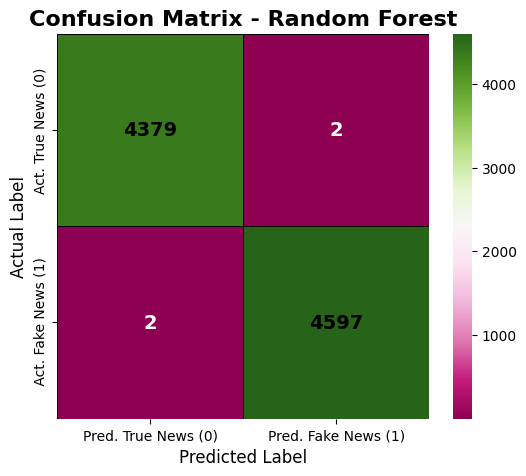 Confusion Matrix - Random Forest
Actual Label
Act. True News (0)
Act. Fake News (1)
4379
2
2
4597
Pred. True News (0)
Pred. Fake News (1)
Predicted Label
4000
3000
2000
1000